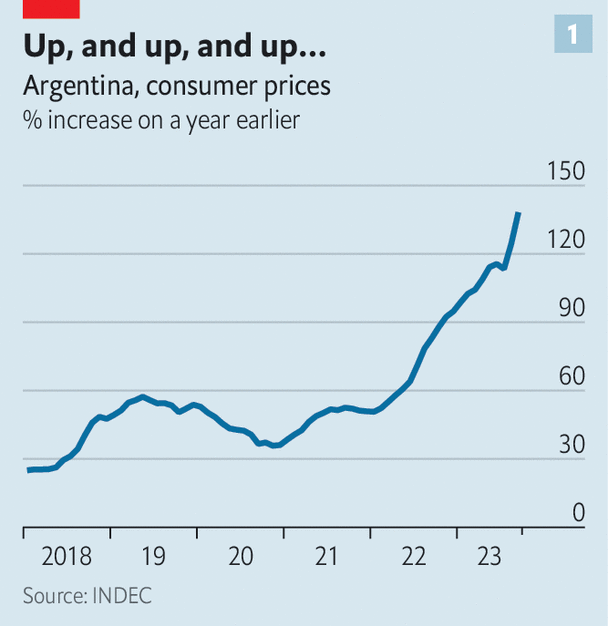 1
Up, and up, and up...
Argentina, consumer prices
% increase on a year earlier
150
120
90
60
30
0
2018 19 20 21 22 23
Source: INDEC